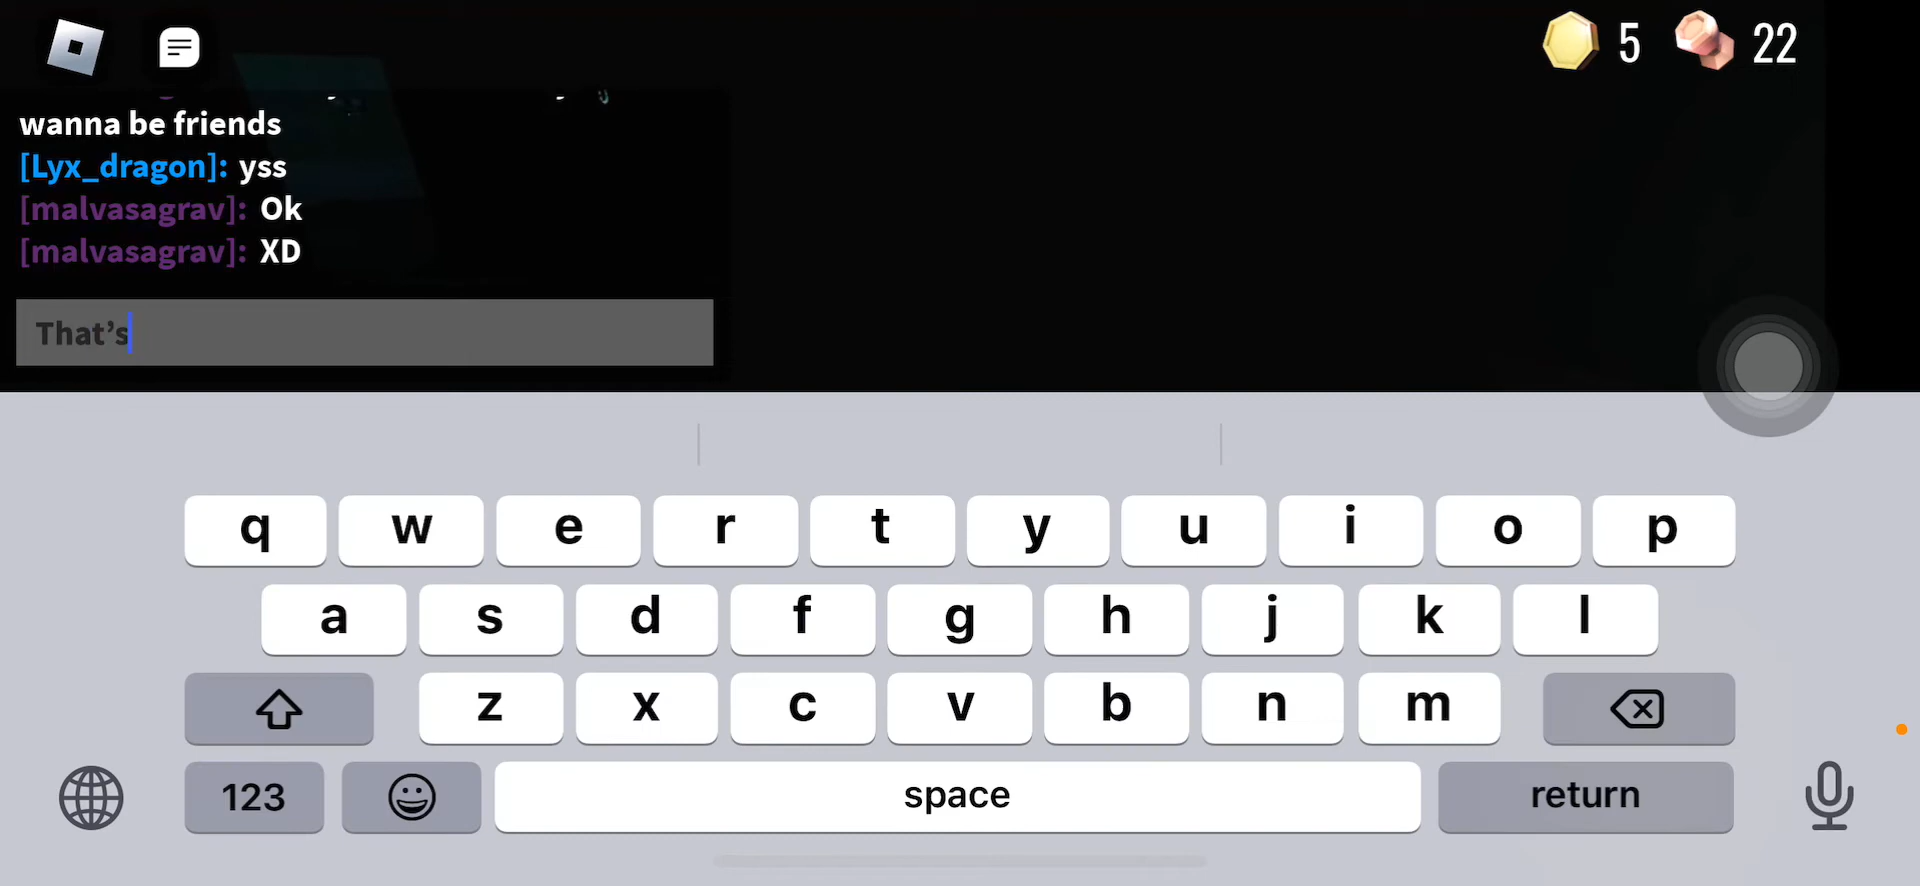 5 22
wanna be friends
[Lyx_dragon]: yss
[malvasagrav]: Ok
[malvasagrav]: XD
That’s
q w e r t y u i o p
a s d f g h j k l
z x c v b n m
123 space return